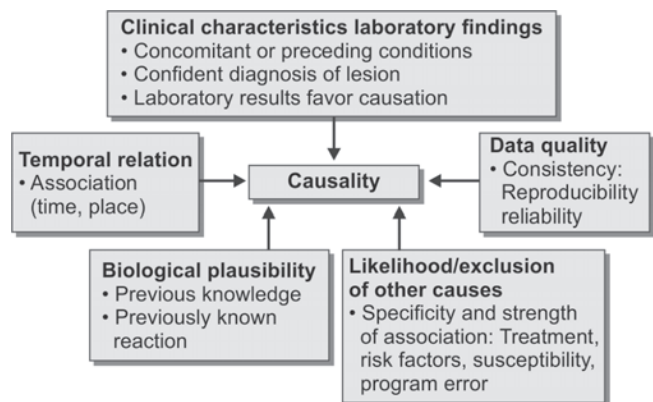 Clinical characteristics laboratory findings
• Concomitant or preceding conditions
• Confident diagnosis of lesion
• Laboratory results favor causation
Temporal relation
• Association
(time, place)
Causality
Data quality
• Consistency:
Reproducibility
reliability
Biological plausibility
• Previous knowledge
• Previously known
reaction
Likelihood/exclusion
of other causes
• Specificity and strength
of association: Treatment,
risk factors, susceptibility,
program error